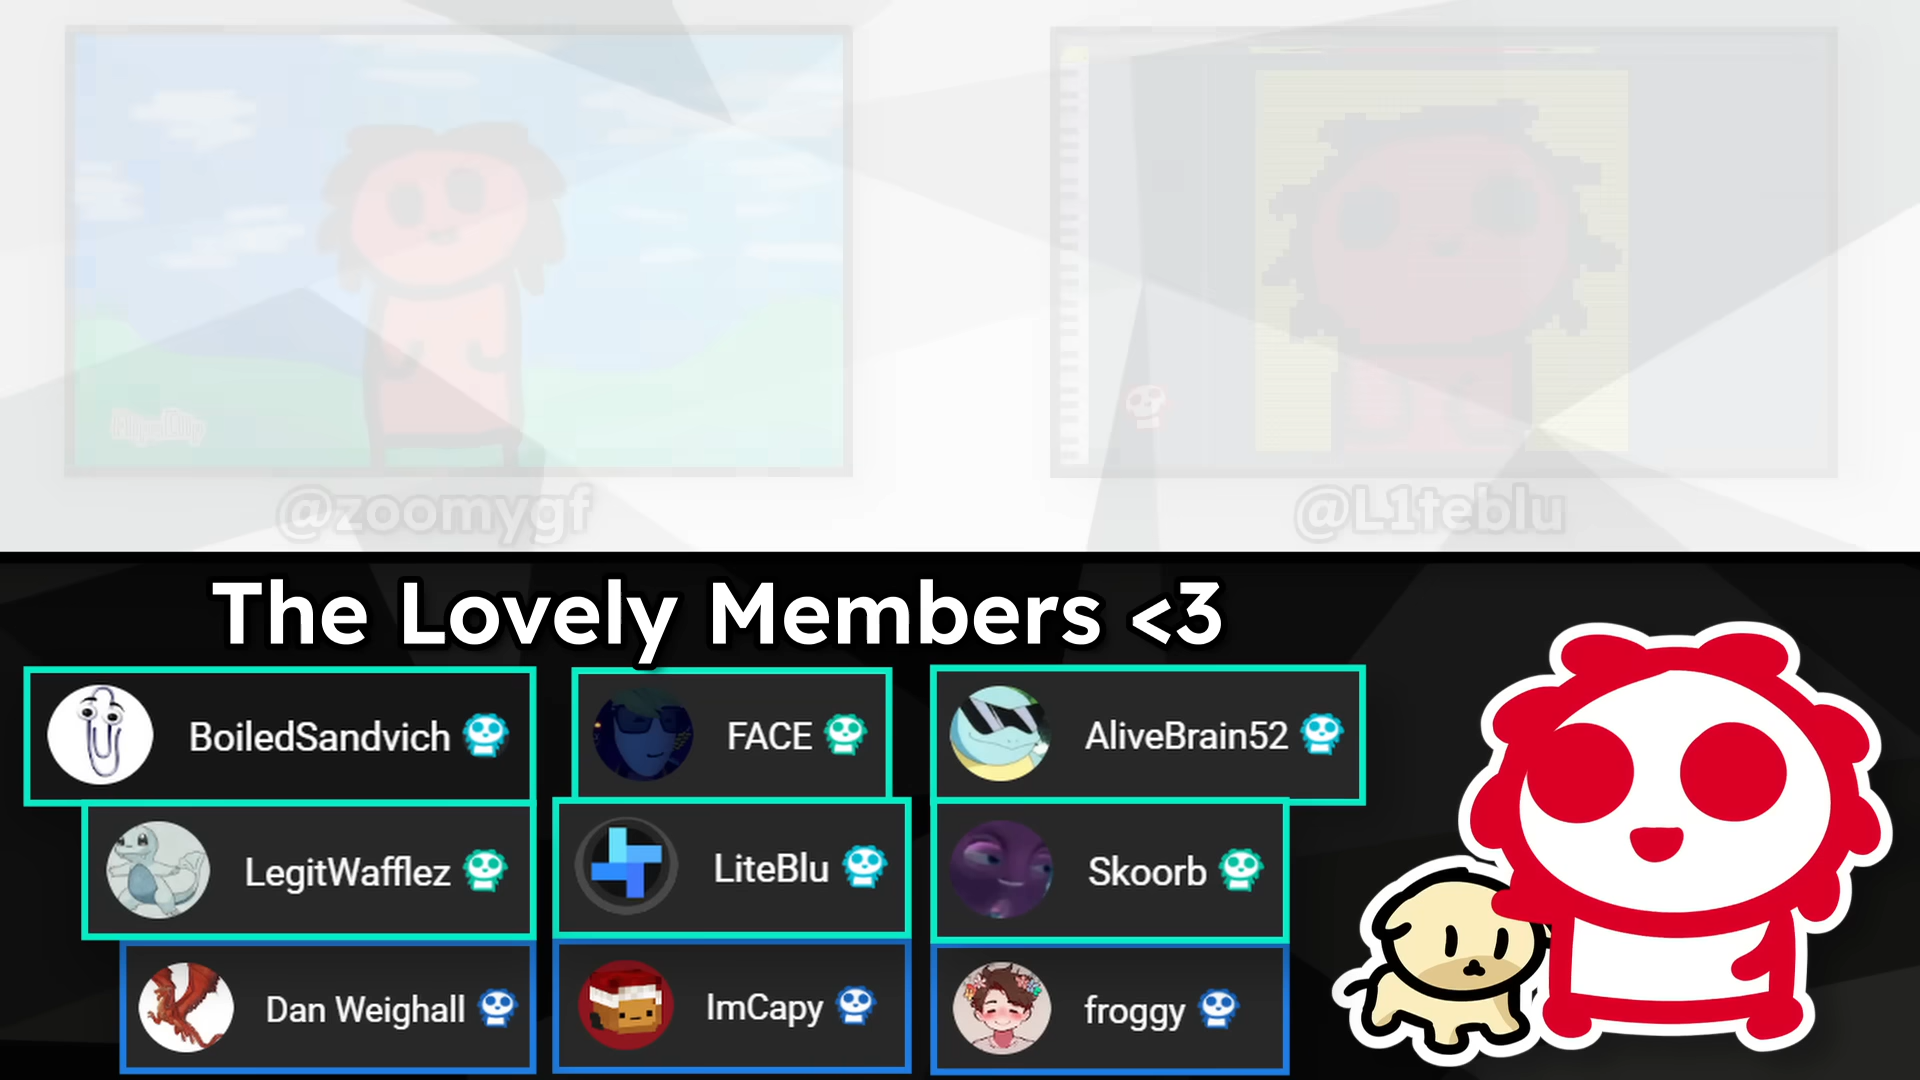 @zoomygf
@L1teblu
The Lovely Members <3
BoiledSandvich
FACE
AliveBrain52
LegitWafflez
LiteBlu
Skoorb
Dan Weighall
ImCapy
froggy